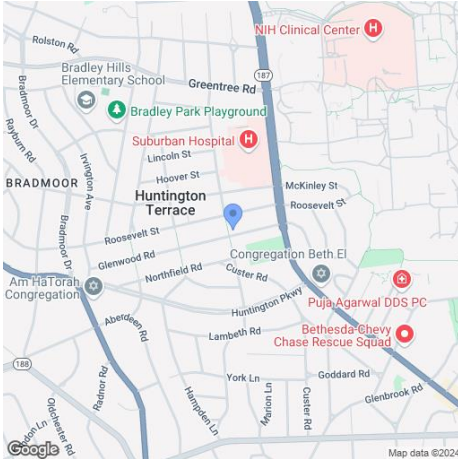 NIH Clinical Center
H
Rolston Rd
187
Bradley Hills
Elementary School
Greentree Rd
Bradmoor Dr
Bradley Park Playground
Rayburn Rd
Irvington Ave
Suburban Hospital
H
Lincoln St
Hoover St
McKinley St
BRADMOOR
Huntington
Terrace
Roosevelt St
Roosevelt St
Bradmoor Dr
Glenwood Rd
Congregation Beth El
Am HaTorah
Congregation
Northfield Rd
Custer Rd
Puja Agarwal DDS PC
Huntington Pkwy
Aberdeen Rd
Lambeth Rd
Bethesda-Chevy
Chase Rescue Squad
188
Radnor Rd
York Ln
Goddard Rd
Oldchester Rd
Hampden Ln
Marion Ln
Custer Rd
Glenbrook Rd
Google
Map data ©2024